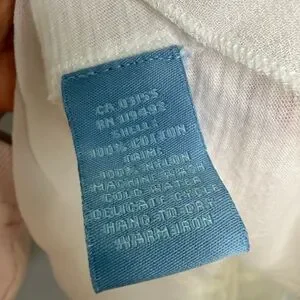 CA 03153
RN 119492
SHELL:
100% COTTON
TRIM:
100% NYLON
MACHINE WASH
COLD WATER
DELICATE CYCLE
HANG TO DRY
WARM IRON